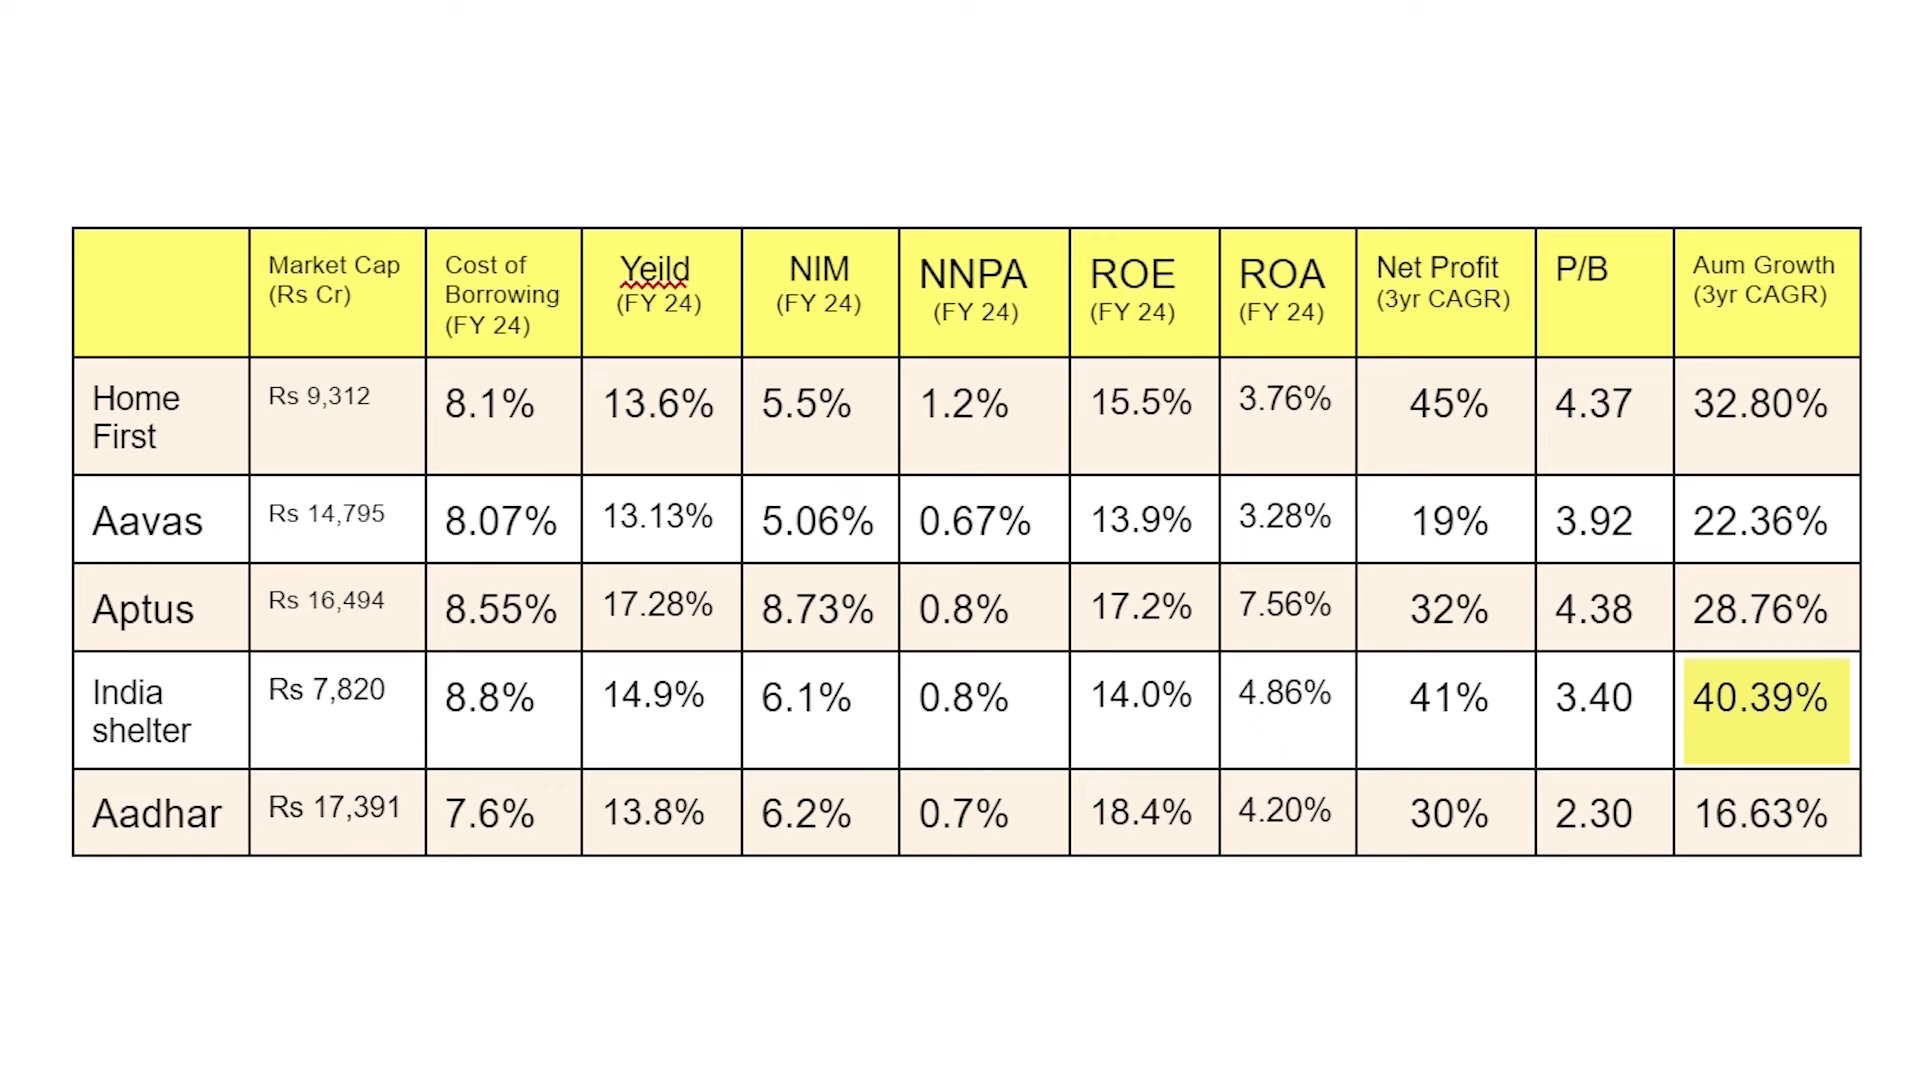 Market Cap (Rs Cr) Cost of Borrowing (FY 24) Yeild (FY 24) NIM (FY 24) NNPA (FY 24) ROE (FY 24) ROA (FY 24) Net Profit (3yr CAGR) P/B Aum Growth (3yr CAGR)
Home First Rs 9,312 8.1% 13.6% 5.5% 1.2% 15.5% 3.76% 45% 4.37 32.80%
Aavas Rs 14,795 8.07% 13.13% 5.06% 0.67% 13.9% 3.28% 19% 3.92 22.36%
Aptus Rs 16,494 8.55% 17.28% 8.73% 0.8% 17.2% 7.56% 32% 4.38 28.76%
India shelter Rs 7,820 8.8% 14.9% 6.1% 0.8% 14.0% 4.86% 41% 3.40 40.39%
Aadhar Rs 17,391 7.6% 13.8% 6.2% 0.7% 18.4% 4.20% 30% 2.30 16.63%